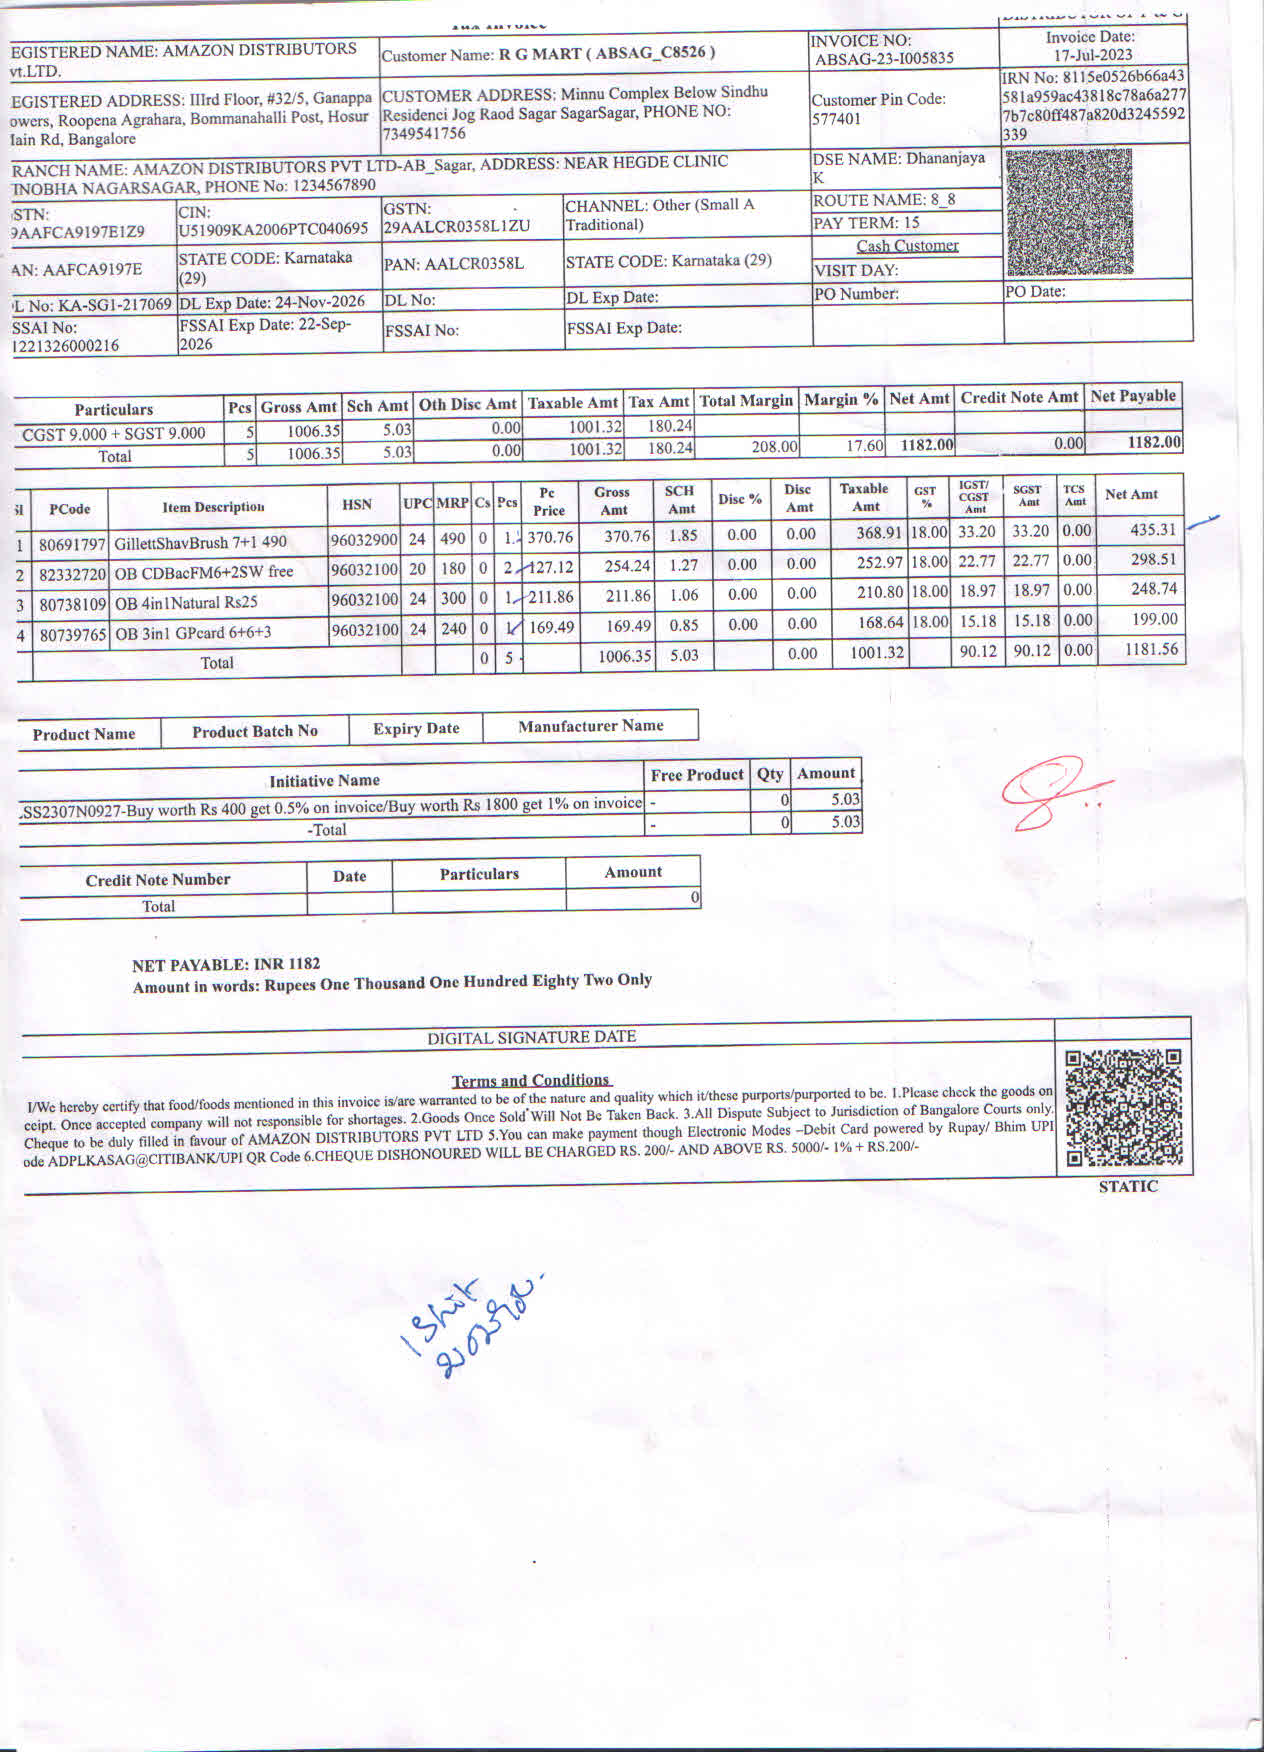 EGISTERED NAME: AMAZON DISTRIBUTORS
vt.LTD.
Customer Name: R G MART ( ABSAG_C8526 )
INVOICE NO:
ABSAG-23-I005835
Invoice Date:
17-Jul-2023
EGISTERED ADDRESS: IIIrd Floor, #32/5, Ganappa
owers, Roopena Agrahara, Bommanahalli Post, Hosur
lain Rd, Bangalore
CUSTOMER ADDRESS: Minnu Complex Below Sindhu
Residenci Jog Raod Sagar SagarSagar, PHONE NO:
7349541756
Customer Pin Code:
577401
IRN No: 8115e0526b66a43
581a959ac43818c78a6a277
7b7c80ff487a820d3245592
339
RANCH NAME: AMAZON DISTRIBUTORS PVT LTD-AB_Sagar, ADDRESS: NEAR HEGDE CLINIC
INOBHA NAGARSAGAR, PHONE No: 1234567890
DSE NAME: Dhananjaya
K
STN:
9AAFCA9197E1Z9
CIN:
U51909KA2006PTC040695
GSTN:
29AALCR0358L1ZU
CHANNEL: Other (Small A
Traditional)
ROUTE NAME: 8_8
PAY TERM: 15
Cash Customer
AN: AAFCA9197E
STATE CODE: Karnataka
(29)
PAN: AALCR0358L
STATE CODE: Karnataka (29)
VISIT DAY:
L No: KA-SG1-217069 DL Exp Date: 24-Nov-2026 DL No: DL Exp Date: PO Number: PO Date:
SSAI No:
1221326000216
FSSAI Exp Date: 22-Sep-
2026
FSSAI No:
FSSAI Exp Date:
Particulars Pcs Gross Amt Sch Amt Oth Disc Amt Taxable Amt Tax Amt Total Margin Margin % Net Amt Credit Note Amt Net Payable
CGST 9.000 + SGST 9.000 5 1006.35 5.03 0.00 1001.32 180.24
Total 5 1006.35 5.03 0.00 1001.32 180.24 208.00 17.60 1182.00 0.00 1182.00
Sl PCode Item Description HSN UPC MRP Cs Pcs Pc Price Gross Amt SCH Amt Disc % Disc Amt Taxable Amt GST % IGST/ CGST Amt SGST Amt TCS Amt Net Amt
1 80691797 GillettShavBrush 7+1 490 96032900 24 490 0 1 370.76 370.76 1.85 0.00 0.00 368.91 18.00 33.20 33.20 0.00 435.31
2 82332720 OB CDBacFM6+2SW free 96032100 20 180 0 2 127.12 254.24 1.27 0.00 0.00 252.97 18.00 22.77 22.77 0.00 298.51
3 80738109 OB 4in1Natural Rs25 96032100 24 300 0 1 211.86 211.86 1.06 0.00 0.00 210.80 18.00 18.97 18.97 0.00 248.74
4 80739765 OB 3in1 GPcard 6+6+3 96032100 24 240 0 1 169.49 169.49 0.85 0.00 0.00 168.64 18.00 15.18 15.18 0.00 199.00
Total 0 5 1006.35 5.03 0.00 1001.32 90.12 90.12 0.00 1181.56
Product Name Product Batch No Expiry Date Manufacturer Name
Initiative Name Free Product Qty Amount
.SS2307N0927-Buy worth Rs 400 get 0.5% on invoice/Buy worth Rs 1800 get 1% on invoice - 0 5.03
-Total - 0 5.03
Credit Note Number Date Particulars Amount
Total 0
NET PAYABLE: INR 1182
Amount in words: Rupees One Thousand One Hundred Eighty Two Only
DIGITAL SIGNATURE DATE
Terms and Conditions
I/We hereby certify that food/foods mentioned in this invoice is/are warranted to be of the nature and quality which it/these purports/purported to be. 1.Please check the goods on
ceipt. Once accepted company will not responsible for shortages. 2.Goods Once Sold Will Not Be Taken Back. 3.All Dispute Subject to Jurisdiction of Bangalore Courts only.
Cheque to be duly filled in favour of AMAZON DISTRIBUTORS PVT LTD 5.You can make payment though Electronic Modes –Debit Card powered by Rupay/ Bhim UPI
ode ADPLKASAG@CITIBANK/UPI QR Code 6.CHEQUE DISHONOURED WILL BE CHARGED RS. 200/- AND ABOVE RS. 5000/- 1% + RS.200/-
STATIC